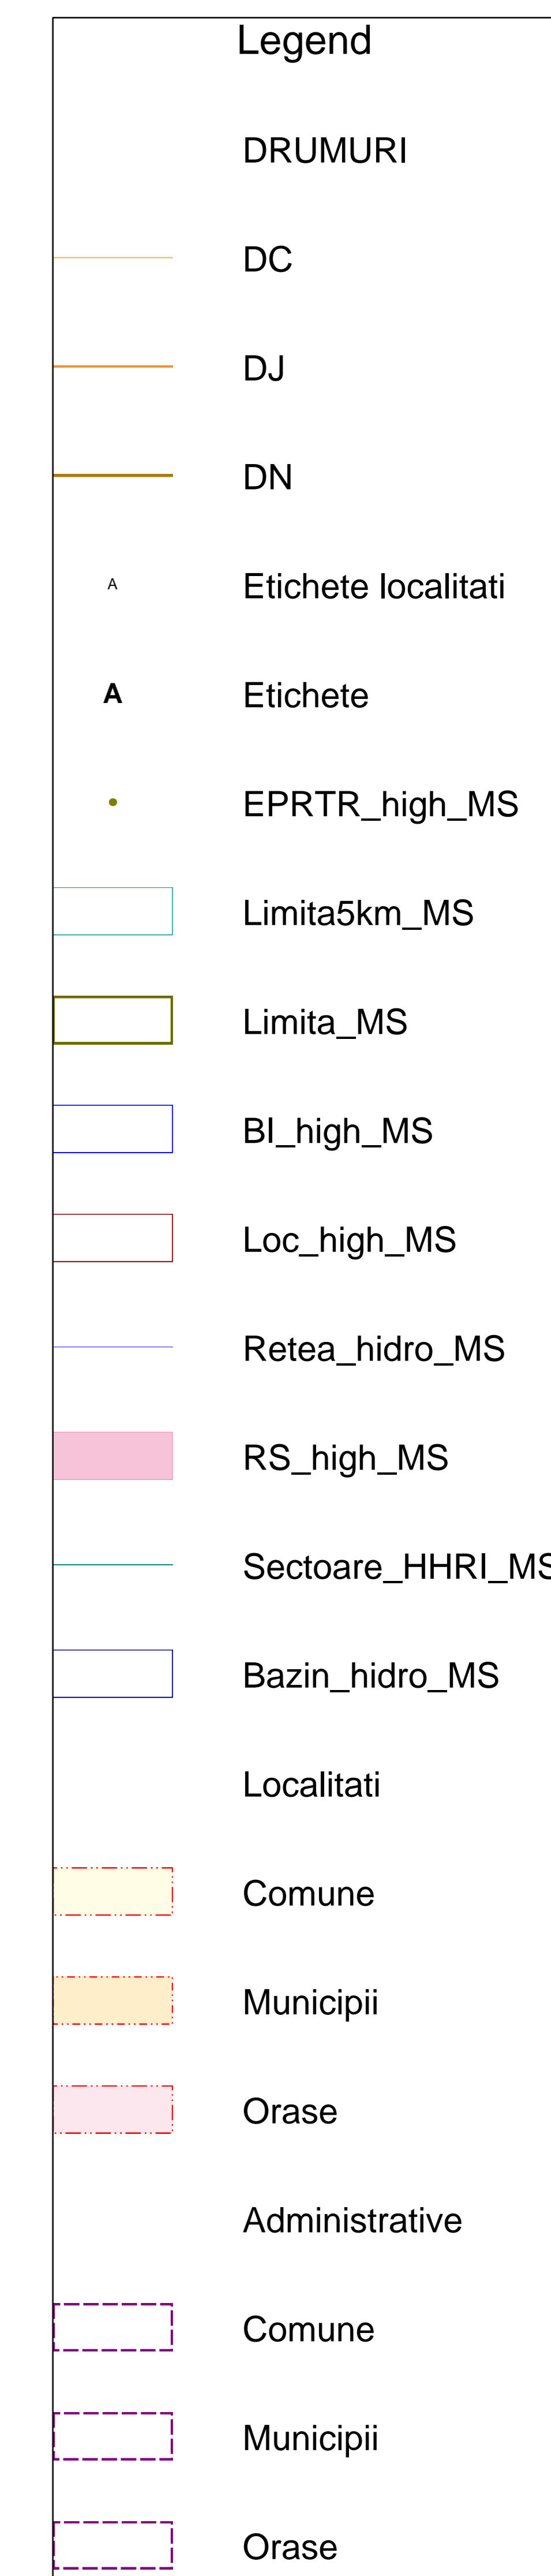 Legend
DRUMURI
DC
DJ
DN
A Etichete localitati
A Etichete
EPRTR_high_MS
Limita5km_MS
Limita_MS
BI_high_MS
Loc_high_MS
Retea_hidro_MS
RS_high_MS
Sectoare_HHRI_MS
Bazin_hidro_MS
Localitati
Comune
Municipii
Orase
Administrative
Comune
Municipii
Orase